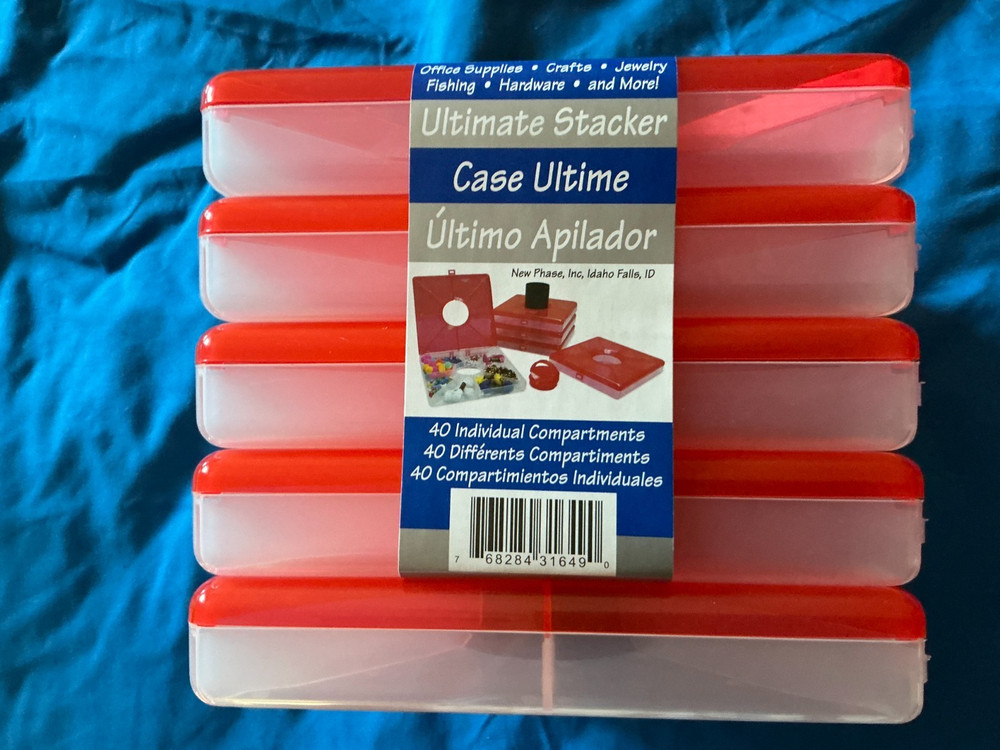 Office Supplies • Crafts • Jewelry
Fishing • Hardware • and More!
Ultimate Stacker
Case Ultime
Último Apilador
New Phase, Inc, Idaho Falls, ID
40 Individual Compartments
40 Différents Compartiments
40 Compartimientos Individuales
7 68284 31649 0